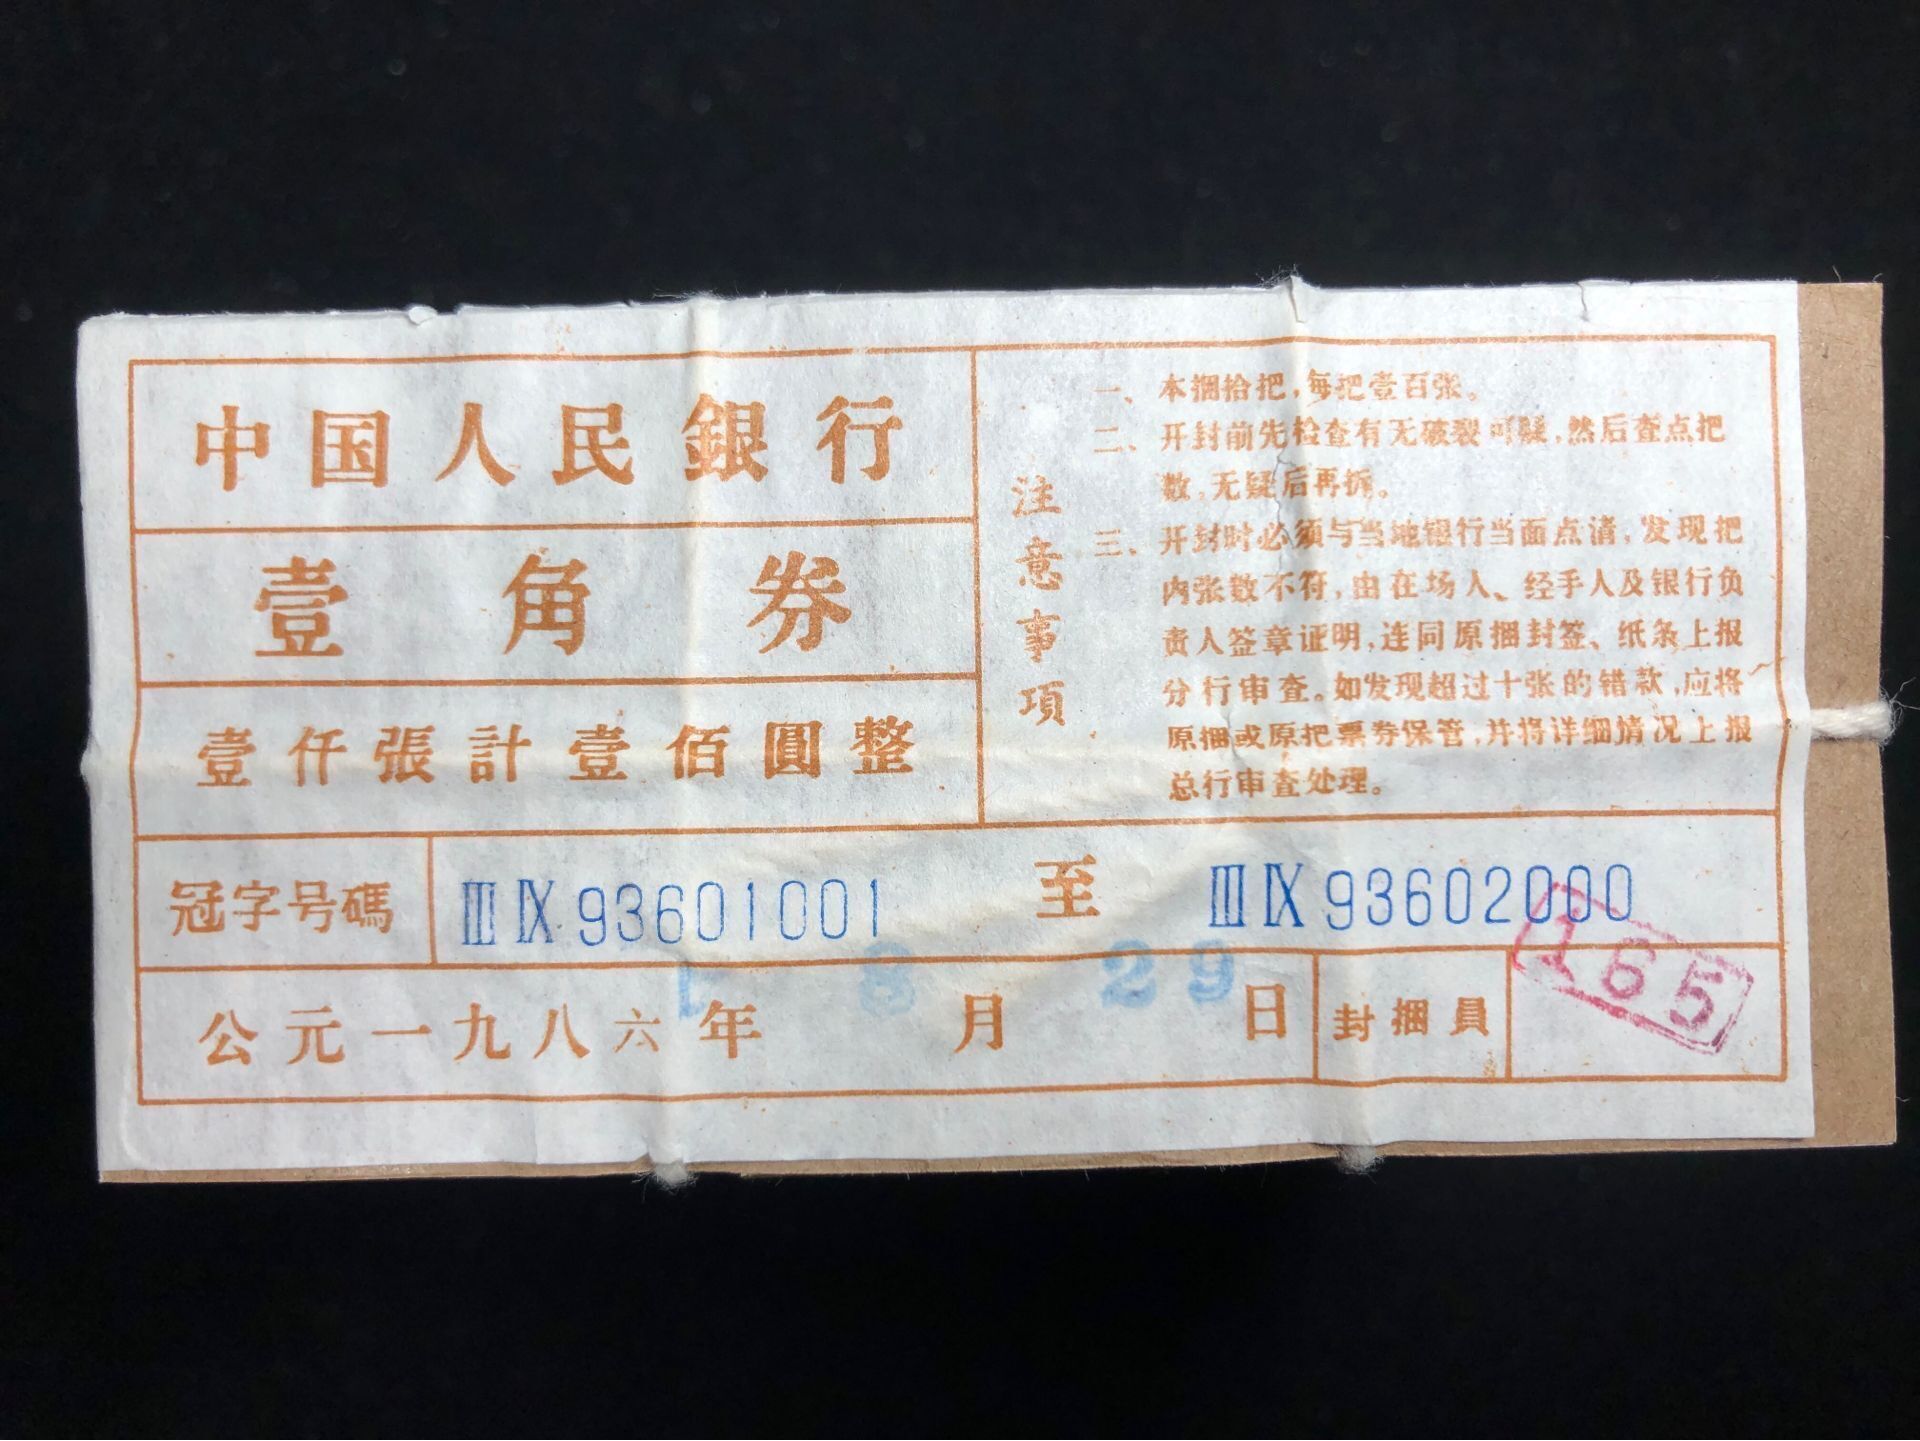 中国人民銀行
壹角券
壹仟張計壹佰圓整
注意事項
一、本捆拾把，每把壹百张。
二、开封前先检查有无破裂可疑，然后查点把
数，无疑后再拆。
三、开封时必须与当地银行当面点清，发现把
内张数不符，由在场人、经手人及银行负
责人签章证明，连同原捆封签、纸条上报
分行审查。如发现超过十张的错款，应将
原捆或原把票券保管，并将详细情况上报
总行审查处理。
冠字号碼 ⅢⅨ93601001 至 ⅢⅨ93602000
公元一九八六年 8 月 29 日 封捆員 165